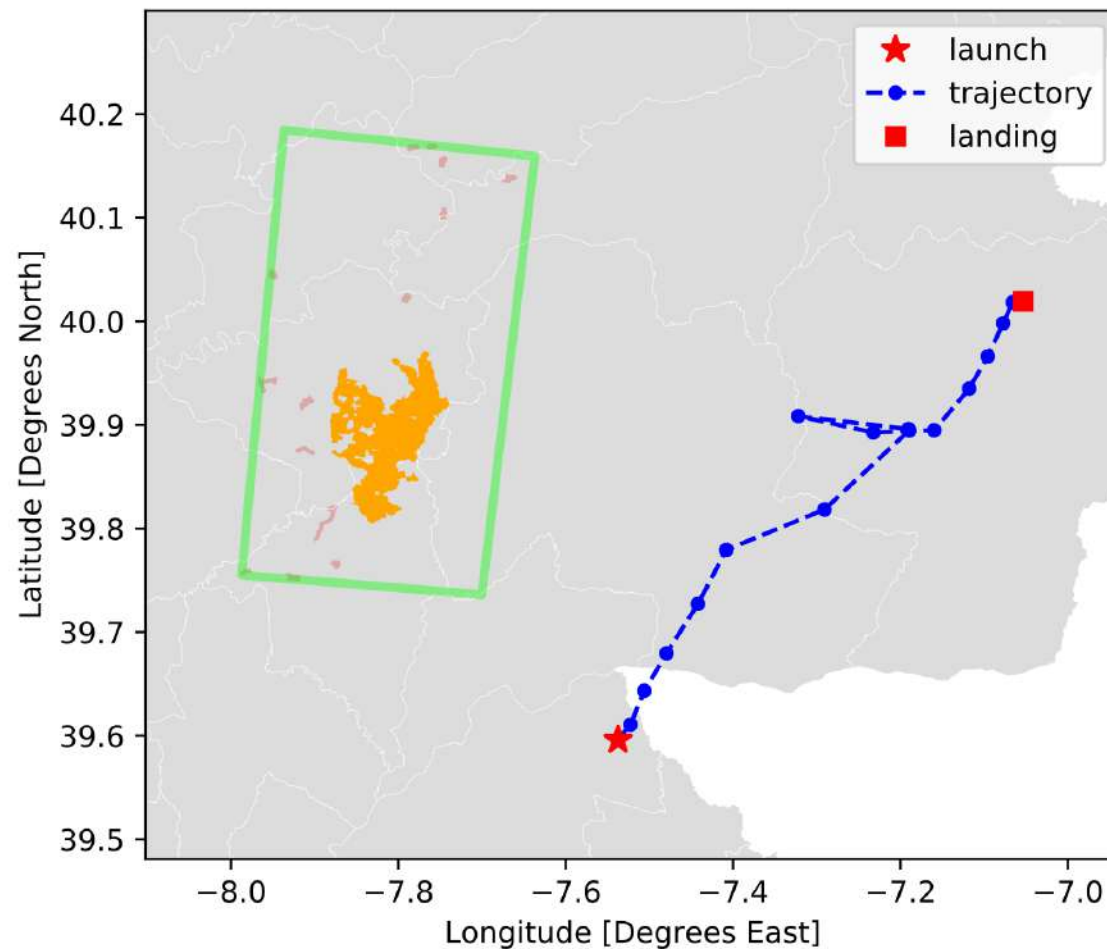 launch
trajectory
landing
Latitude [Degrees North]
40.2
40.1
40.0
39.9
39.8
39.7
39.6
39.5
−8.0
−7.8
−7.6
−7.4
−7.2
−7.0
Longitude [Degrees East]